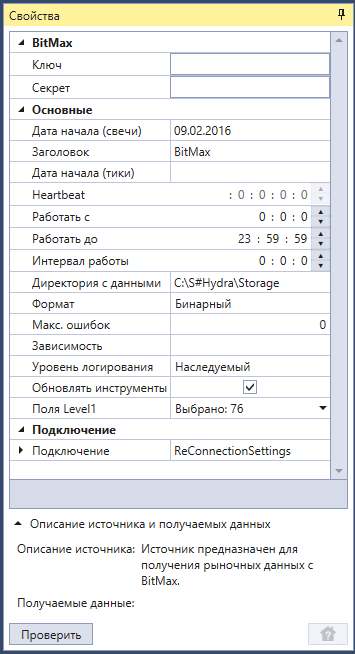 Свойства
BitMax
Ключ
Секрет
Основные
Дата начала (свечи) 09.02.2016
Заголовок BitMax
Дата начала (тики)
Heartbeat : 0 : 0 : 0 : 0
Работать с 0 : 0 : 0
Работать до 23 : 59 : 59
Интервал работы 0 : 0 : 0
Директория с данными C:\S#Hydra\Storage
Формат Бинарный
Макс. ошибок 0
Зависимость
Уровень логирования Наследуемый
Обновлять инструменты
Поля Level1 Выбрано: 76
Подключение
Подключение ReConnectionSettings
Описание источника и получаемых данных
Описание источника: Источник предназначен для
получения рыночных данных с
BitMax.
Получаемые данные:
Проверить